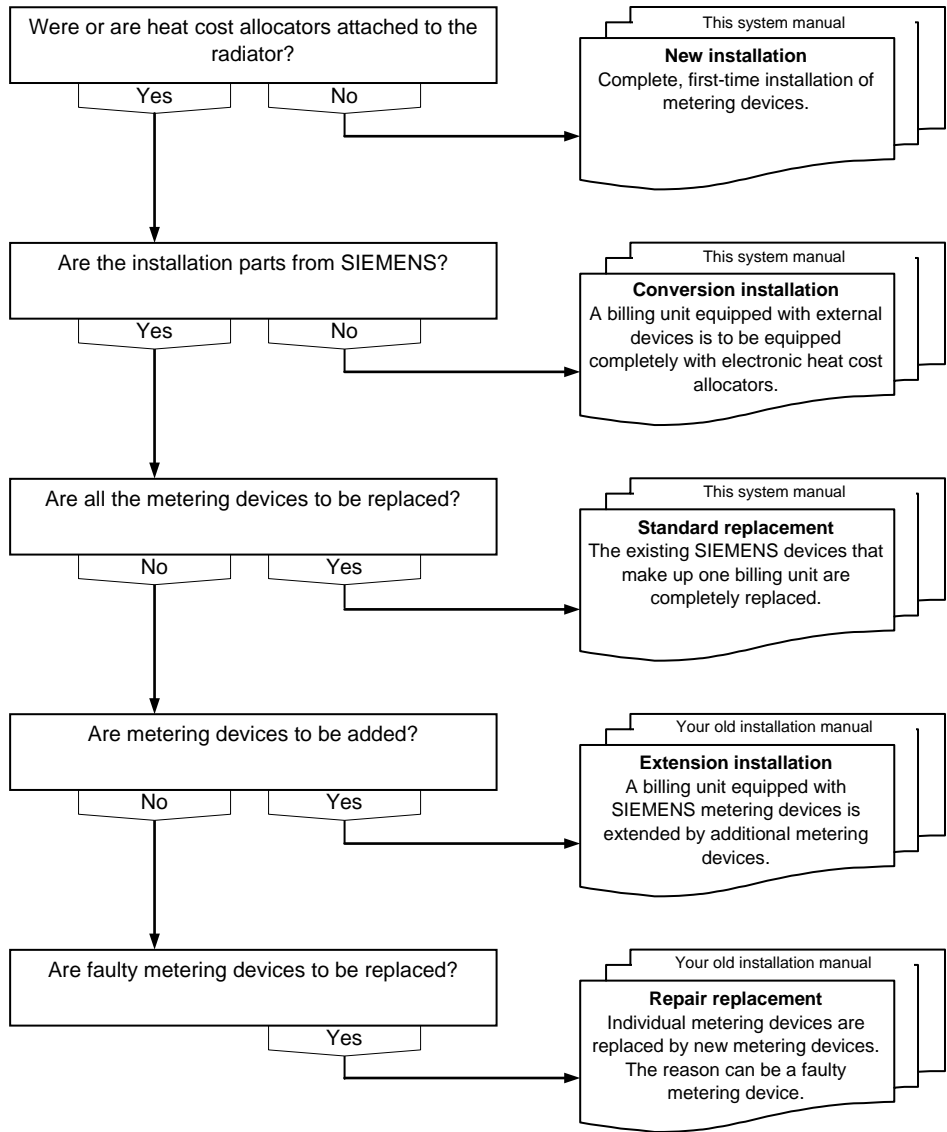 Were or are heat cost allocators attached to the
radiator?
Yes
No
This system manual
New installation
Complete, first-time installation of
metering devices.
Are the installation parts from SIEMENS?
Yes
No
This system manual
Conversion installation
A billing unit equipped with external
devices is to be equipped
completely with electronic heat cost
allocators.
Are all the metering devices to be replaced?
No
Yes
This system manual
Standard replacement
The existing SIEMENS devices that
make up one billing unit are
completely replaced.
Are metering devices to be added?
No
Yes
Your old installation manual
Extension installation
A billing unit equipped with
SIEMENS metering devices is
extended by additional metering
devices.
Are faulty metering devices to be replaced?
Yes
Your old installation manual
Repair replacement
Individual metering devices are
replaced by new metering devices.
The reason can be a faulty
metering device.